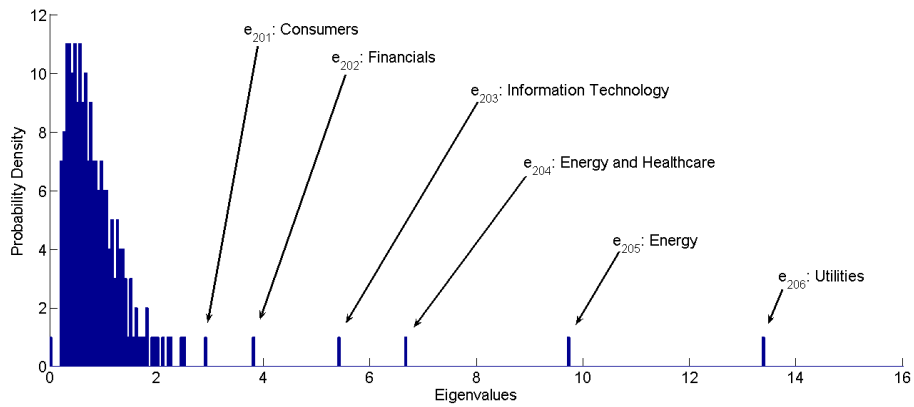 12
e201: Consumers
e202: Financials
10
e203: Information Technology
8
e204: Energy and Healthcare
Probability Density
6
e205: Energy
4
e206: Utilities
2
0
0 2 4 6 8 10 12 14 16
Eigenvalues